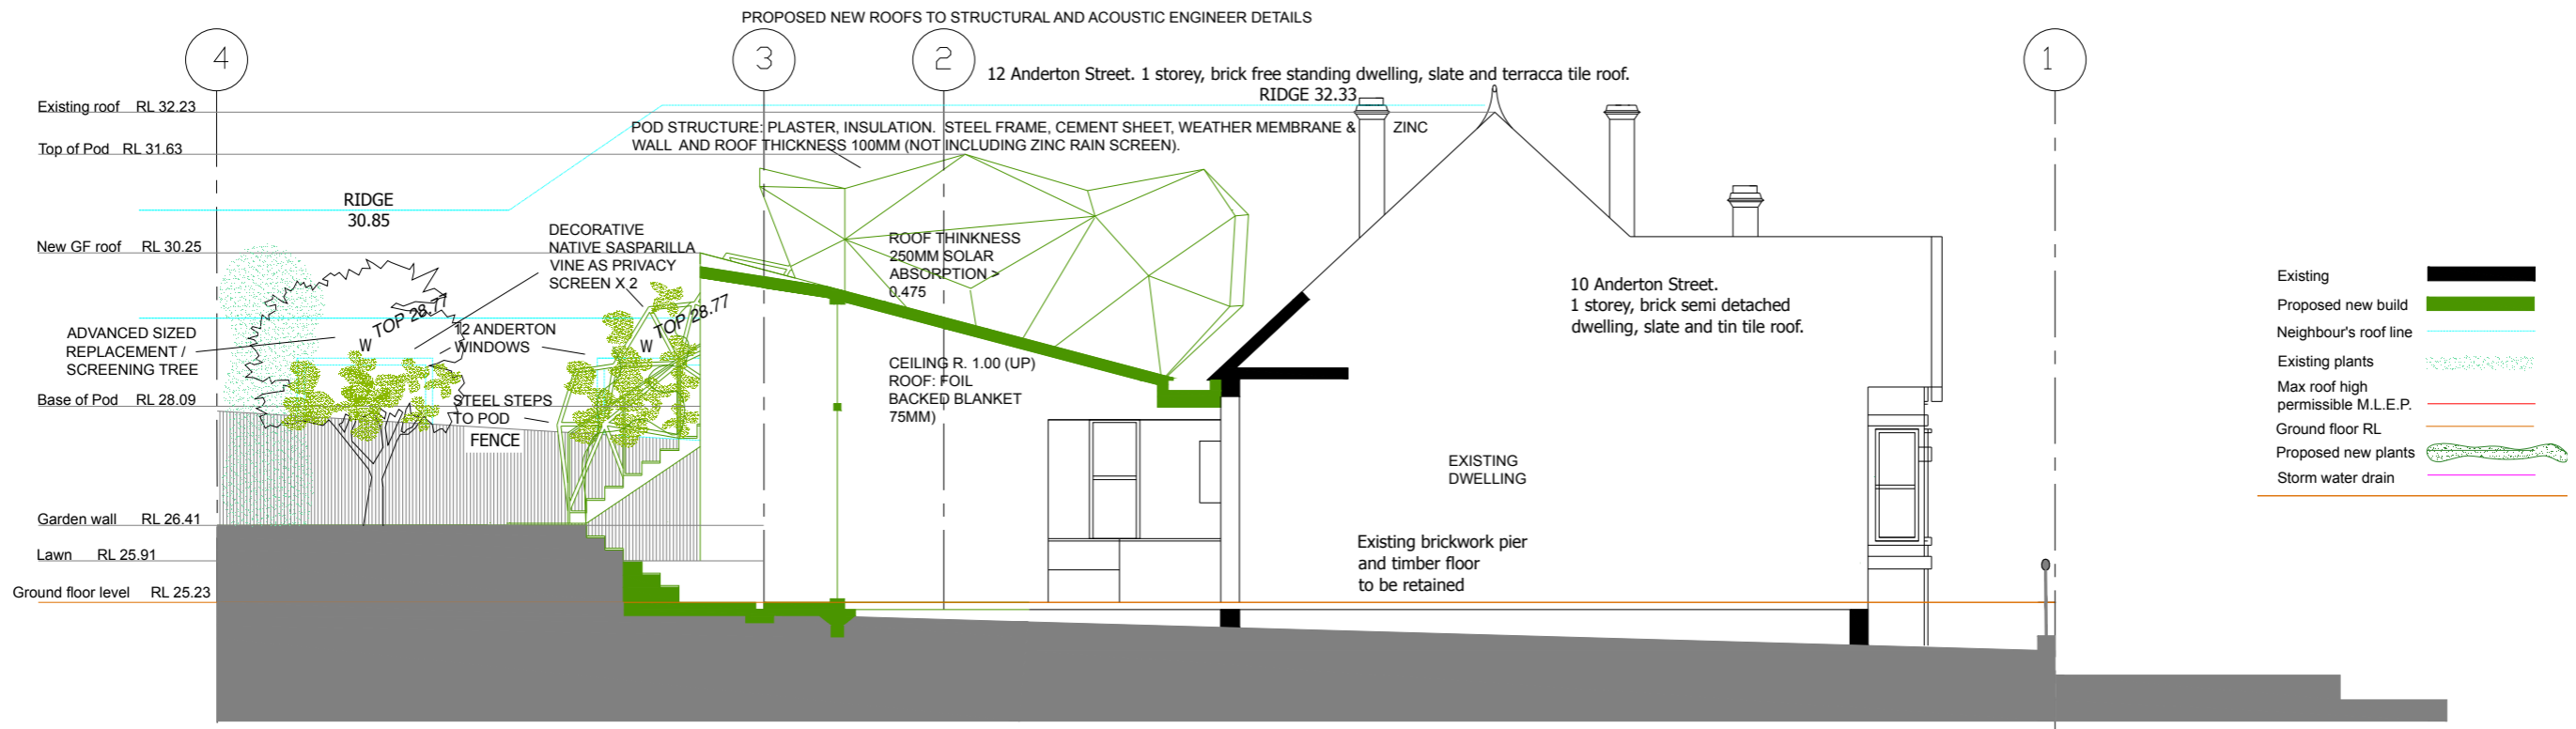 PROPOSED NEW ROOFS TO STRUCTURAL AND ACOUSTIC ENGINEER DETAILS
4
3
2
1
12 Anderton Street. 1 storey, brick free standing dwelling, slate and terracca tile roof.
RIDGE 32.33
Existing roof RL 32.23
POD STRUCTURE: PLASTER, INSULATION. STEEL FRAME, CEMENT SHEET, WEATHER MEMBRANE & ZINC
WALL AND ROOF THICKNESS 100MM (NOT INCLUDING ZINC RAIN SCREEN).
Top of Pod RL 31.63
RIDGE
30.85
New GF roof RL 30.25
DECORATIVE
NATIVE SASPARILLA
VINE AS PRIVACY
SCREEN X 2
ROOF THINKNESS
250MM SOLAR
ABSORPTION >
0.475
10 Anderton Street.
1 storey, brick semi detached
dwelling, slate and tin tile roof.
TOP 28.77
TOP 28.77
ADVANCED SIZED
REPLACEMENT /
SCREENING TREE
W
12 ANDERTON
WINDOWS
W
CEILING R. 1.00 (UP)
ROOF: FOIL
BACKED BLANKET
75MM)
Base of Pod RL 28.09
STEEL STEPS
TO POD
FENCE
EXISTING
DWELLING
Garden wall RL 26.41
Lawn RL 25.91
Existing brickwork pier
and timber floor
to be retained
Ground floor level RL 25.23
Existing
Proposed new build
Neighbour's roof line
Existing plants
Max roof high
permissible M.L.E.P.
Ground floor RL
Proposed new plants
Storm water drain